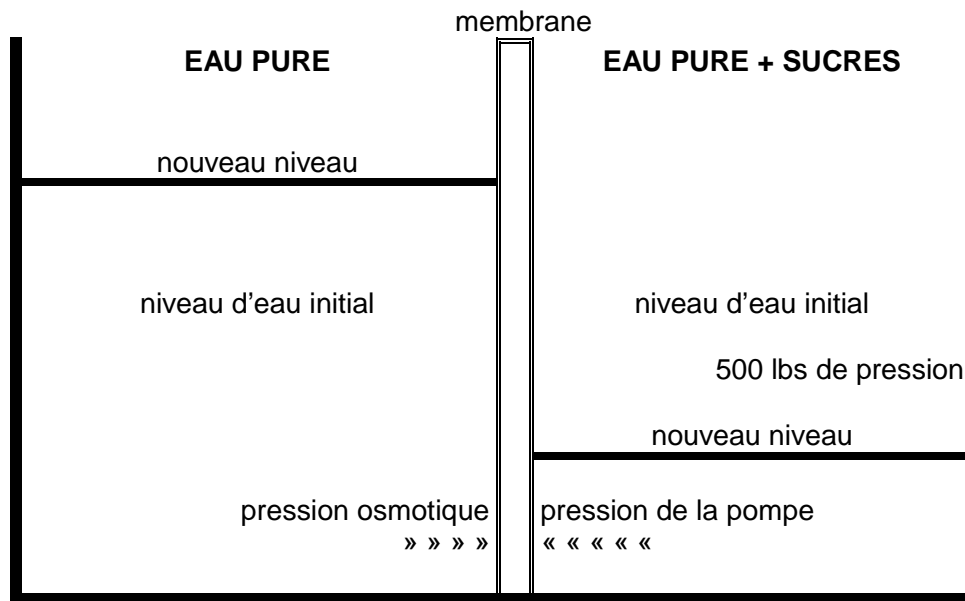 membrane
EAU PURE
EAU PURE + SUCRES
nouveau niveau
niveau d’eau initial
niveau d’eau initial
500 lbs de pression
nouveau niveau
pression osmotique
pression de la pompe
» » » »
« « « « «